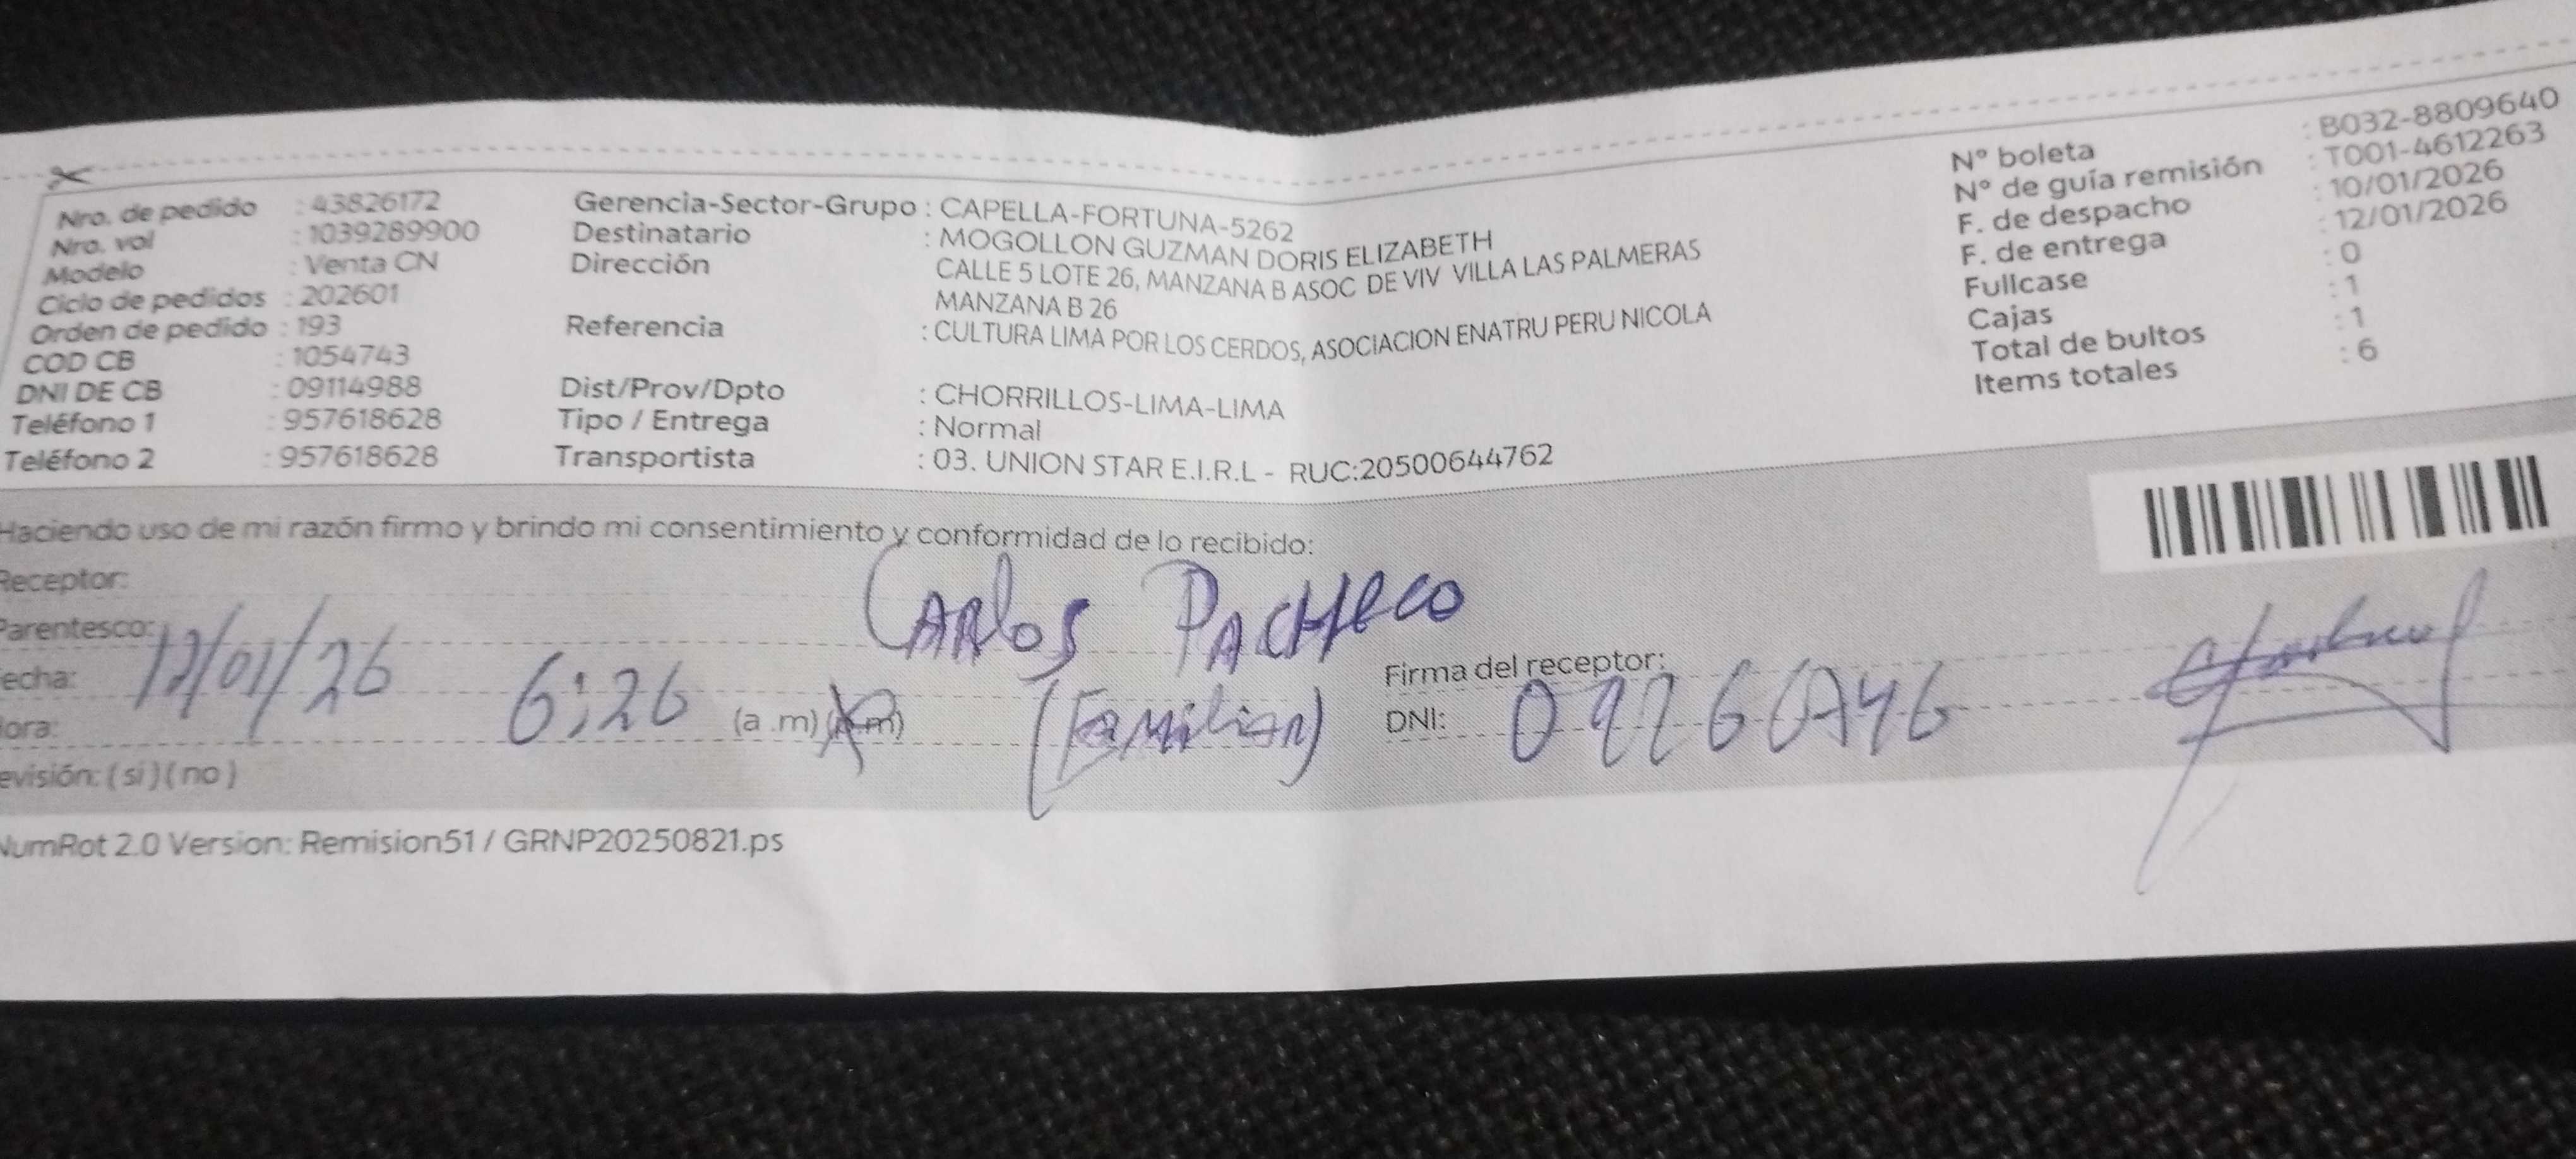 Nro. de pedido : 43826172
Nro. vol : 1039289900
Modelo : Venta CN
Ciclo de pedidos : 202601
Orden de pedido : 193
COD CB : 1054743
DNI DE CB : 09114988
Teléfono 1 : 957618628
Teléfono 2 : 957618628
Gerencia-Sector-Grupo : CAPELLA-FORTUNA-5262
Destinatario : MOGOLLON GUZMAN DORIS ELIZABETH
Dirección CALLE 5 LOTE 26, MANZANA B ASOC DE VIV VILLA LAS PALMERAS
MANZANA B 26
Referencia : CULTURA LIMA POR LOS CERDOS, ASOCIACION ENATRU PERU NICOLA
Dist/Prov/Dpto : CHORRILLOS-LIMA-LIMA
Tipo / Entrega : Normal
Transportista : 03. UNION STAR E.I.R.L - RUC:20500644762
N° boleta : B032-8809640
N° de guía remisión : T001-4612263
F. de despacho : 10/01/2026
F. de entrega : 12/01/2026
Fullcase : 0
Cajas : 1
Total de bultos : 1
Items totales : 6
Haciendo uso de mi razón firmo y brindo mi consentimiento y conformidad de lo recibido:
Receptor: CARlos PACHeco
Parentesco:
echa: 12/01/26
ora: 6:26 (a .m) (p.m) (Familiar)
Firma del receptor:
DNI:
evisión: ( si ) ( no )
NumRot 2.0 Version: Remision51 / GRNP20250821.ps